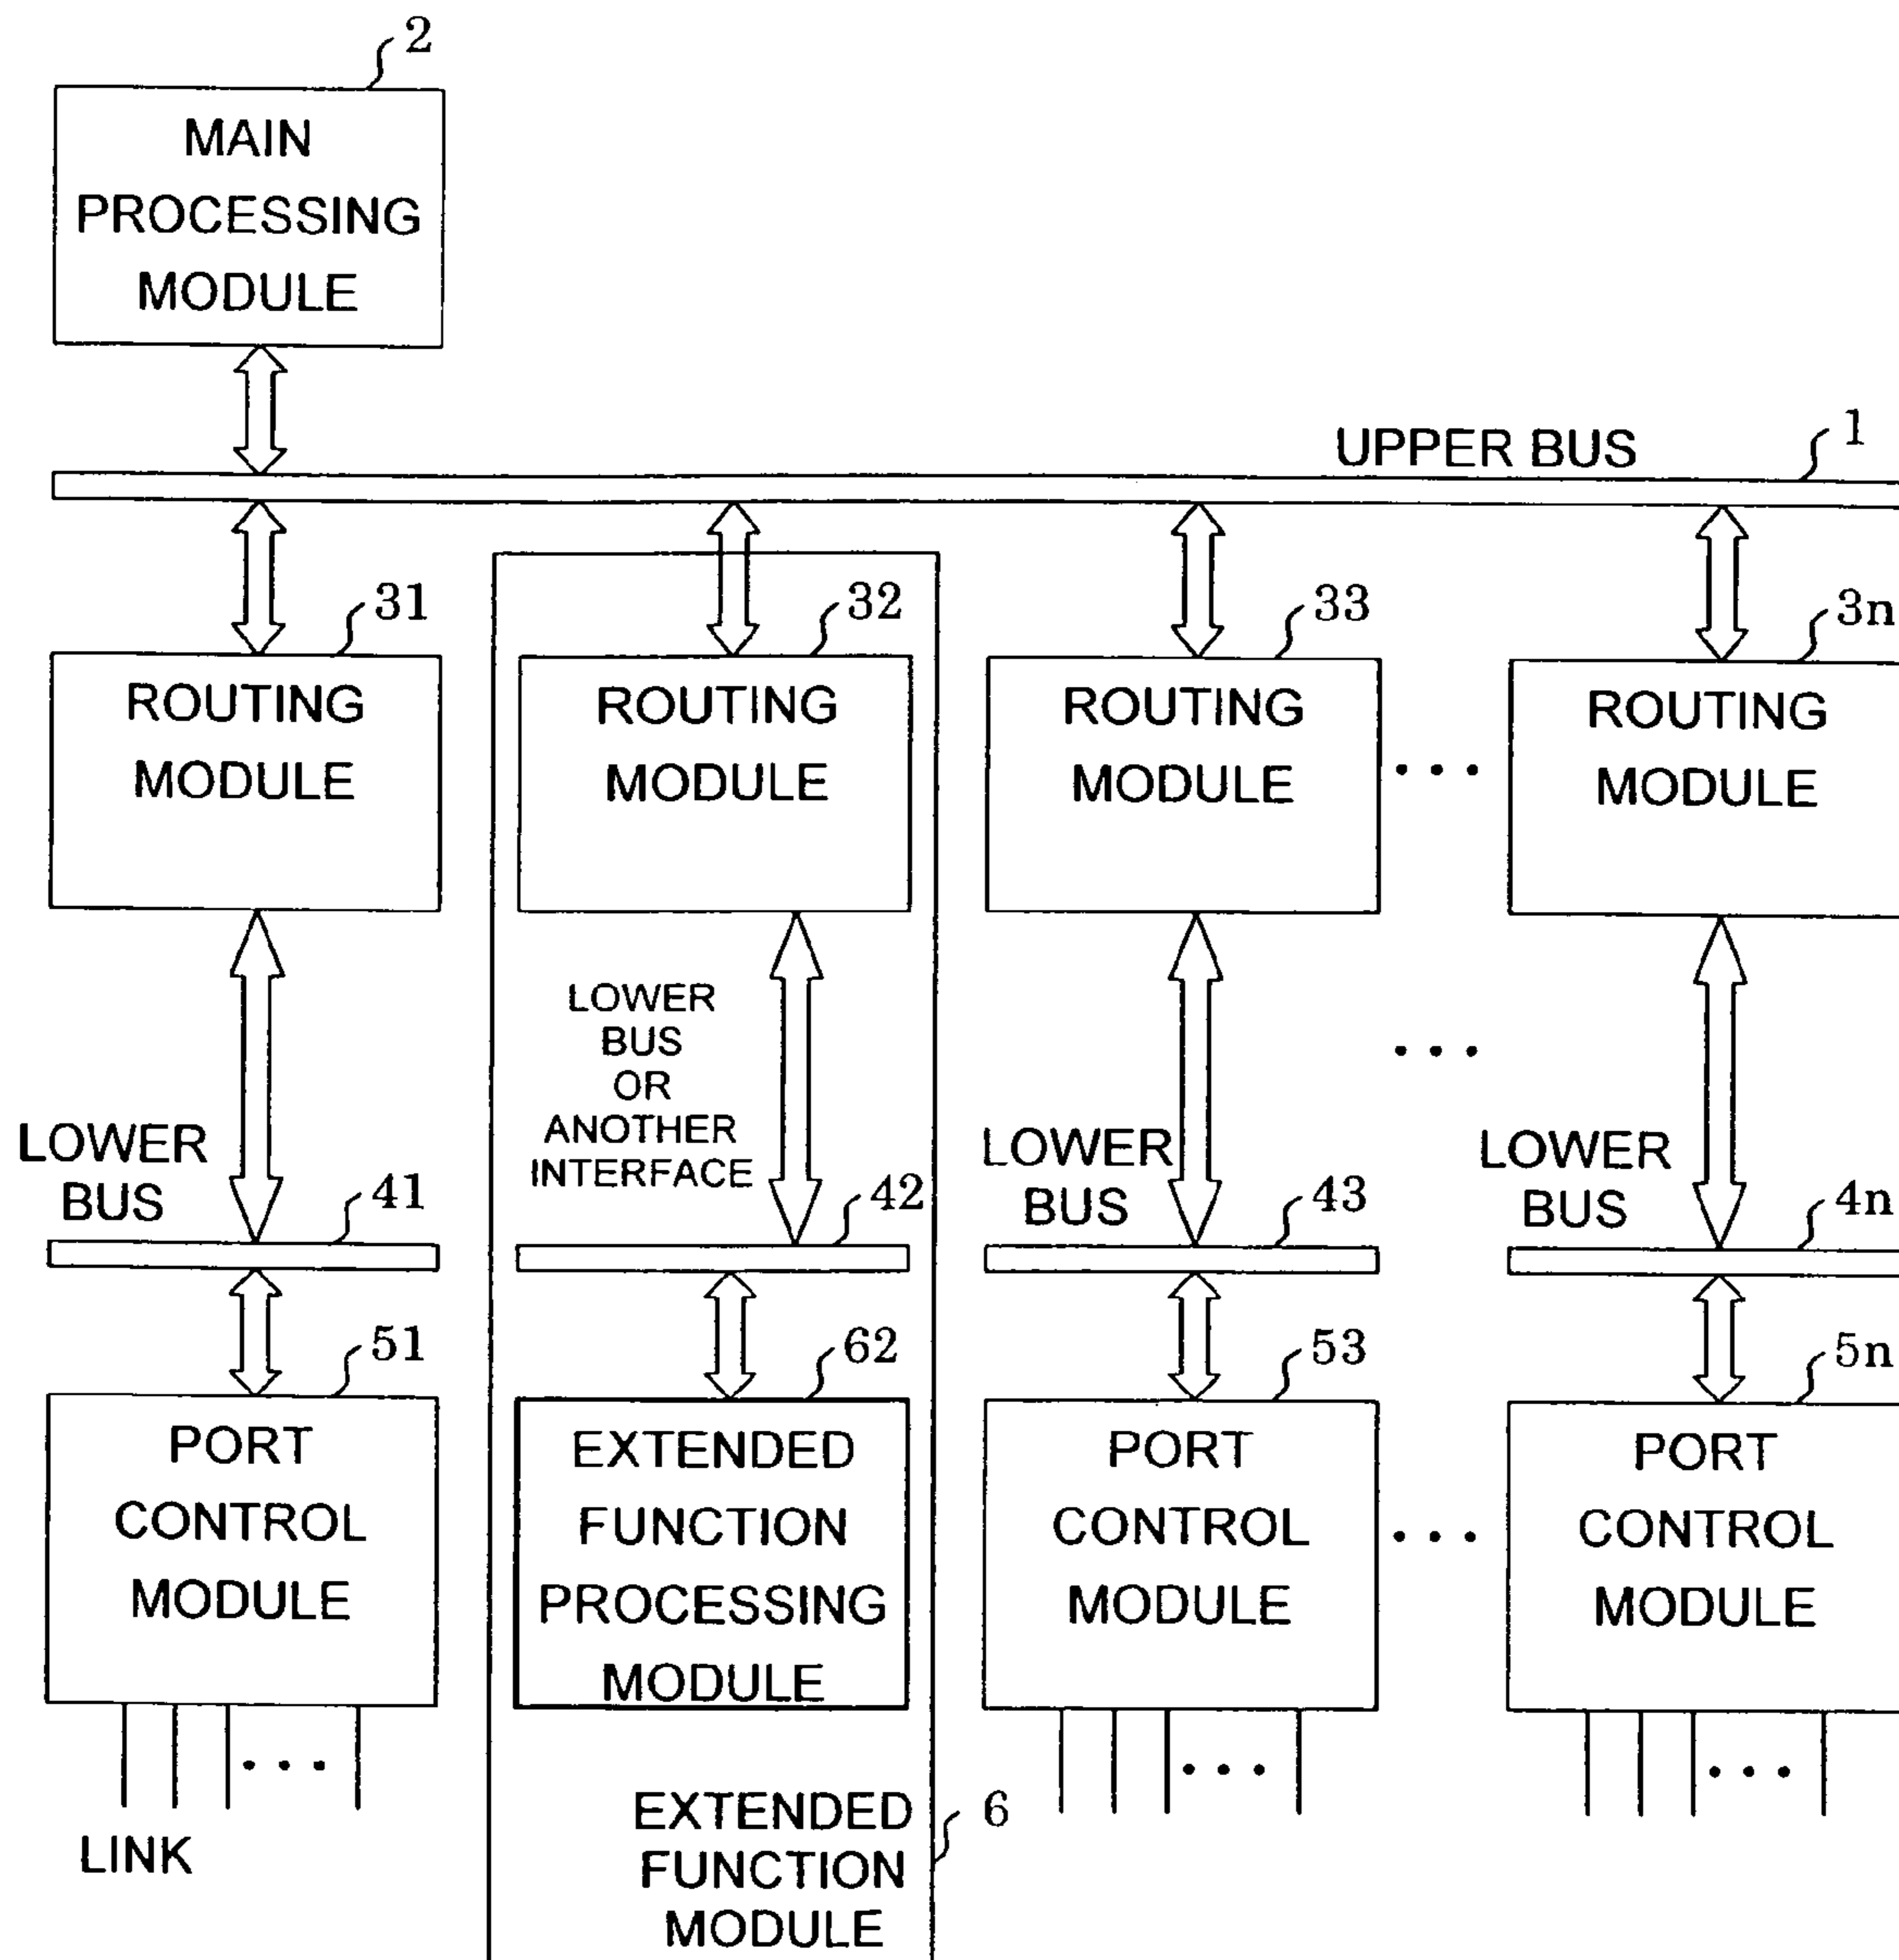 2
MAIN
PROCESSING
MODULE
UPPER BUS
1
31
32
33
3n
ROUTING
MODULE
ROUTING
MODULE
ROUTING
MODULE
...
ROUTING
MODULE
LOWER
BUS
LOWER
BUS
OR
ANOTHER
INTERFACE
LOWER
BUS
...
LOWER
BUS
41
42
43
4n
51
62
53
5n
PORT
CONTROL
MODULE
EXTENDED
FUNCTION
PROCESSING
MODULE
PORT
CONTROL
MODULE
...
PORT
CONTROL
MODULE
...
...
...
LINK
EXTENDED
FUNCTION
MODULE
6